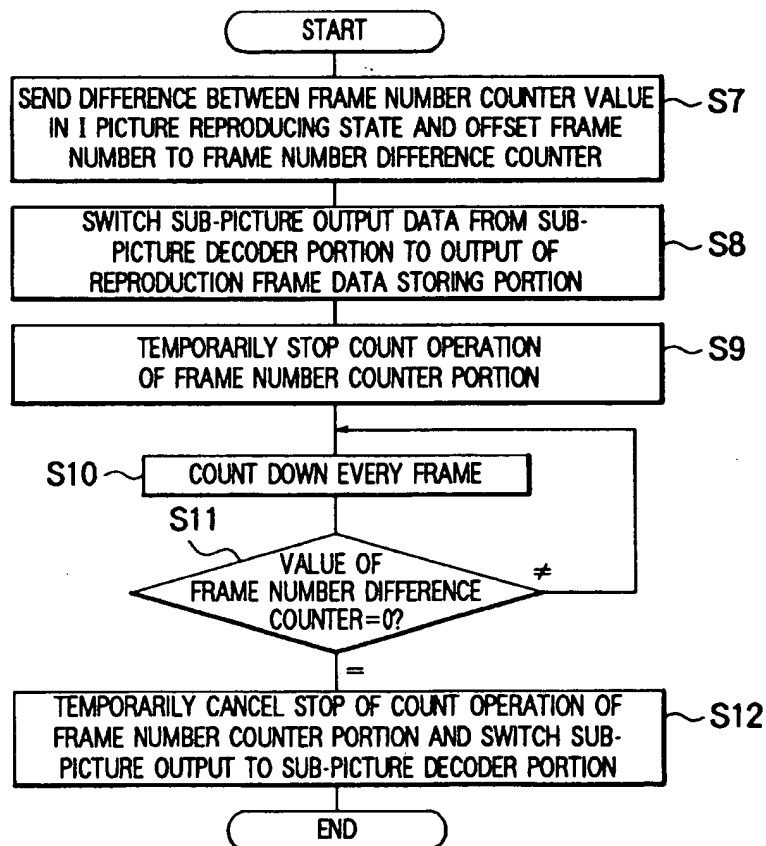 START
SEND DIFFERENCE BETWEEN FRAME NUMBER COUNTER VALUE
IN I PICTURE REPRODUCING STATE AND OFFSET FRAME
NUMBER TO FRAME NUMBER DIFFERENCE COUNTER
S7
SWITCH SUB-PICTURE OUTPUT DATA FROM SUB-
PICTURE DECODER PORTION TO OUTPUT OF
REPRODUCTION FRAME DATA STORING PORTION
S8
TEMPORARILY STOP COUNT OPERATION
OF FRAME NUMBER COUNTER PORTION
S9
S10
COUNT DOWN EVERY FRAME
S11
VALUE OF
FRAME NUMBER DIFFERENCE
COUNTER=0?
≠
=
TEMPORARILY CANCEL STOP OF COUNT OPERATION OF
FRAME NUMBER COUNTER PORTION AND SWITCH SUB-
PICTURE OUTPUT TO SUB-PICTURE DECODER PORTION
S12
END